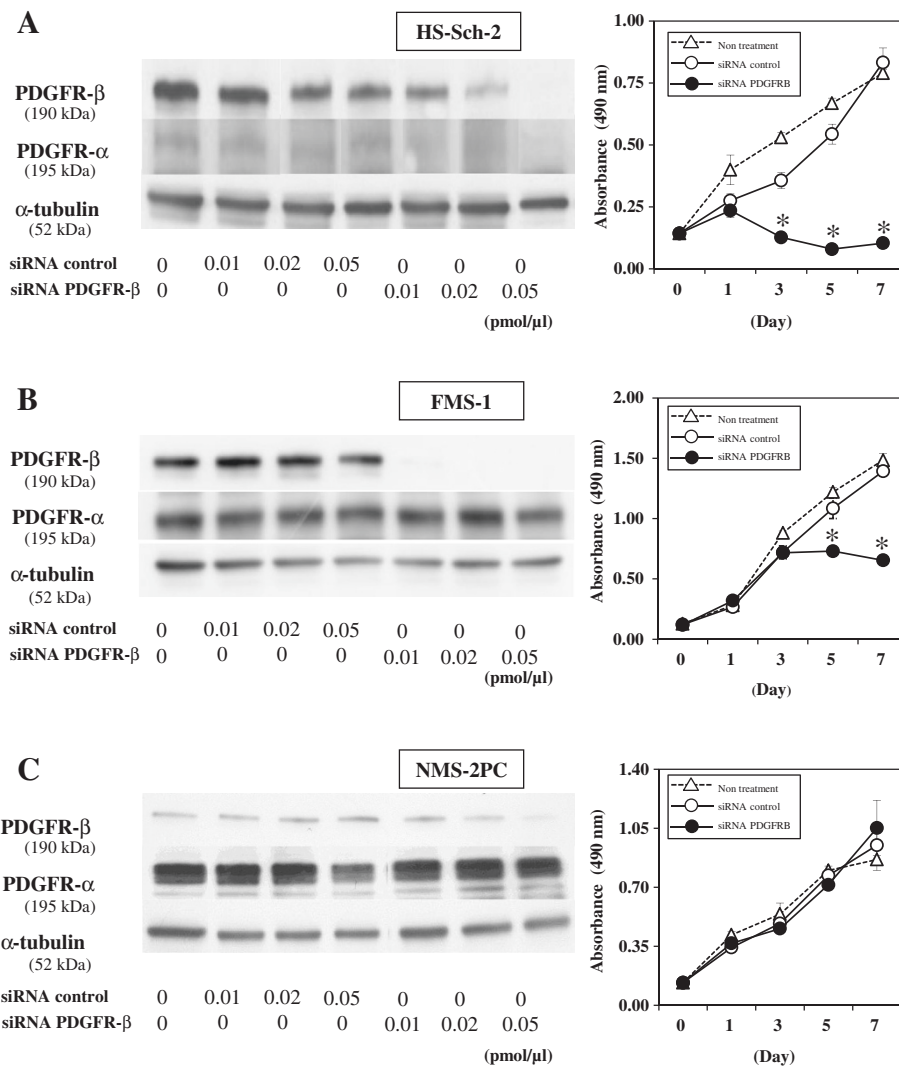 A
HS-Sch-2
PDGFR-β
(190 kDa)
PDGFR-α
(195 kDa)
α-tubulin
(52 kDa)
siRNA control 0 0.01 0.02 0.05 0 0 0
siRNA PDGFR-β 0 0 0 0 0.01 0.02 0.05
(pmol/µl)
Absorbance (490 nm)
1.00
0.75
0.50
0.25
0.00
Non treatment
siRNA control
siRNA PDGFRB
* * *
0 1 3 5 7
(Day)
B
FMS-1
PDGFR-β
(190 kDa)
PDGFR-α
(195 kDa)
α-tubulin
(52 kDa)
siRNA control 0 0.01 0.02 0.05 0 0 0
siRNA PDGFR-β 0 0 0 0 0.01 0.02 0.05
(pmol/µl)
Absorbance (490 nm)
2.00
1.50
1.00
0.50
0.00
Non treatment
siRNA control
siRNA PDGFRB
* *
0 1 3 5 7
(Day)
C
NMS-2PC
PDGFR-β
(190 kDa)
PDGFR-α
(195 kDa)
α-tubulin
(52 kDa)
siRNA control 0 0.01 0.02 0.05 0 0 0
siRNA PDGFR-β 0 0 0 0 0.01 0.02 0.05
(pmol/µl)
Absorbance (490 nm)
1.40
1.05
0.70
0.35
0.00
Non treatment
siRNA control
siRNA PDGFRB
0 1 3 5 7
(Day)